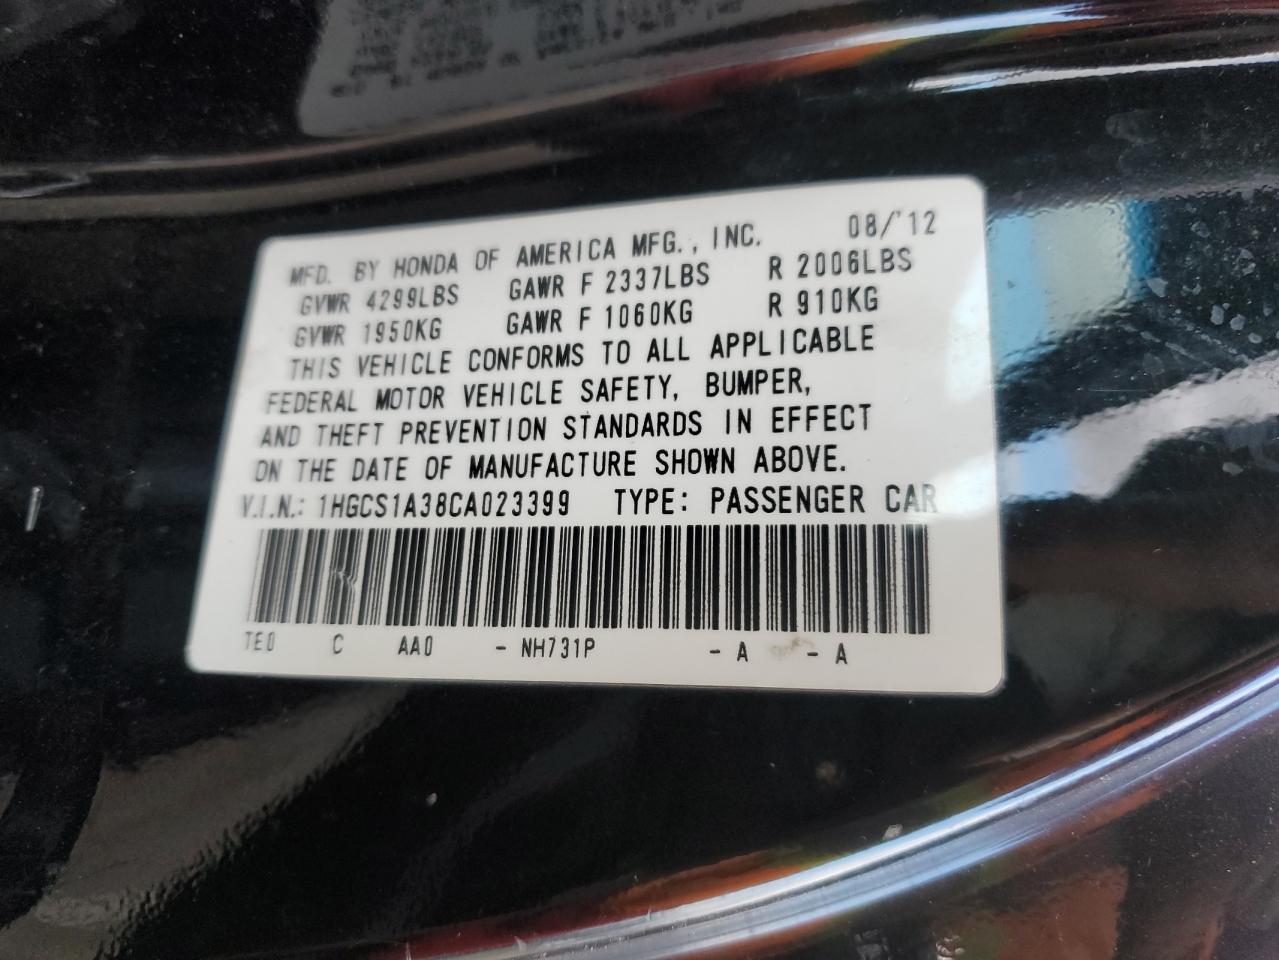 MFD. BY HONDA OF AMERICA MFG., INC. 08/'12
GVWR 4299LBS GAWR F 2337LBS R 2006LBS
GVWR 1950KG GAWR F 1060KG R 910KG
THIS VEHICLE CONFORMS TO ALL APPLICABLE
FEDERAL MOTOR VEHICLE SAFETY, BUMPER,
AND THEFT PREVENTION STANDARDS IN EFFECT
ON THE DATE OF MANUFACTURE SHOWN ABOVE.
V.I.N.: 1HGCS1A38CA023399 TYPE: PASSENGER CAR
TE0 C AA0 - NH731P - A - A